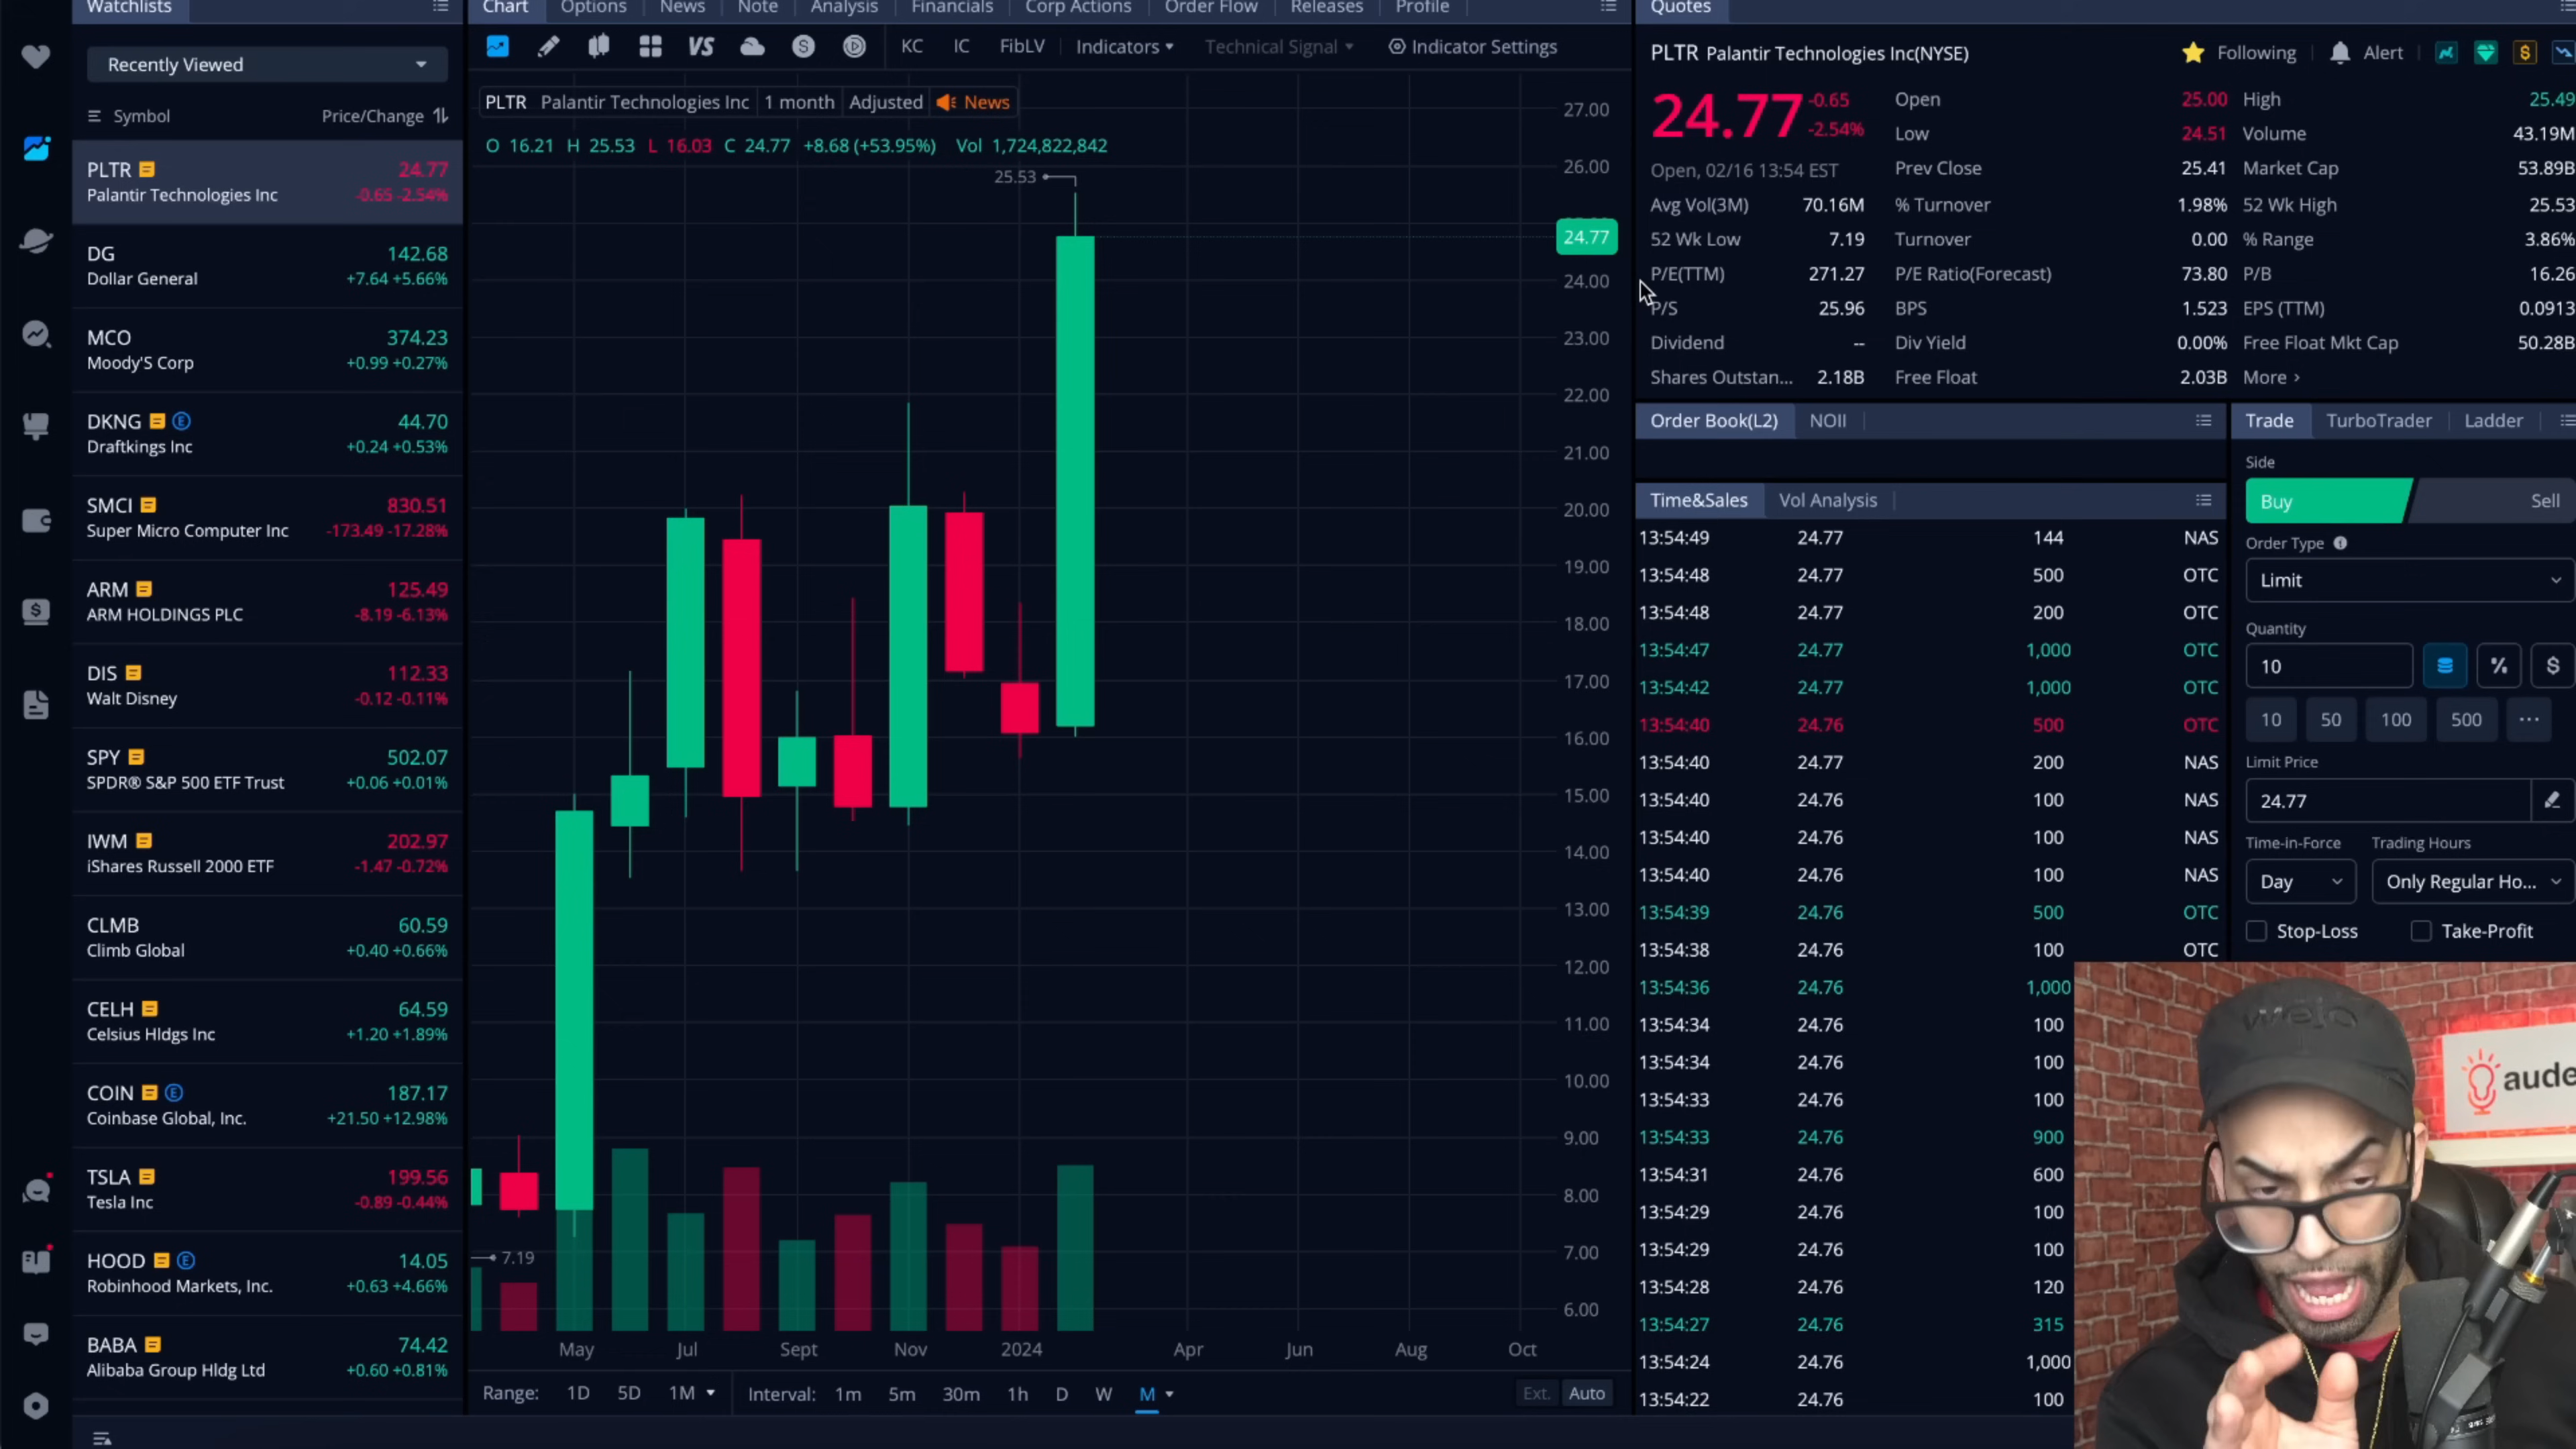 Watchlists
Recently Viewed
Symbol Price/Change
PLTR 24.77
Palantir Technologies Inc -0.65 -2.54%
DG 142.68
Dollar General +7.64 +5.66%
MCO 374.23
Moody'S Corp +0.99 +0.27%
DKNG E 44.70
Draftkings Inc +0.24 +0.53%
SMCI 830.51
Super Micro Computer Inc -173.49 -17.28%
ARM 125.49
ARM HOLDINGS PLC -8.19 -6.13%
DIS 112.33
Walt Disney -0.12 -0.11%
SPY 502.07
SPDR® S&P 500 ETF Trust +0.06 +0.01%
IWM 202.97
iShares Russell 2000 ETF -1.47 -0.72%
CLMB 60.59
Climb Global +0.40 +0.66%
CELH 64.59
Celsius Hldgs Inc +1.20 +1.89%
COIN E 187.17
Coinbase Global, Inc. +21.50 +12.98%
TSLA 199.56
Tesla Inc -0.89 -0.44%
HOOD E 14.05
Robinhood Markets, Inc. +0.63 +4.66%
BABA 74.42
Alibaba Group Hldg Ltd +0.60 +0.81%
Chart Options News Note Analysis Financials Corp Actions Order Flow Releases Profile
VS S KC IC FibLV Indicators Technical Signal Indicator Settings
PLTR Palantir Technologies Inc 1 month Adjusted News
O 16.21 H 25.53 L 16.03 C 24.77 +8.68 (+53.95%) Vol 1,724,822,842
25.53
7.19
27.00
26.00
24.77
24.00
23.00
22.00
21.00
20.00
19.00
18.00
17.00
16.00
15.00
14.00
13.00
12.00
11.00
10.00
9.00
8.00
7.00
6.00
May Jul Sept Nov 2024 Apr Jun Aug Oct
Range: 1D 5D 1M Interval: 1m 5m 30m 1h D W M Ext. Auto
Quotes
PLTR Palantir Technologies Inc(NYSE) Following Alert $
24.77 -0.65
-2.54%
Open, 02/16 13:54 EST
Open 25.00 High 25.49
Low 24.51 Volume 43.19M
Prev Close 25.41 Market Cap 53.89B
Avg Vol(3M) 70.16M % Turnover 1.98% 52 Wk High 25.53
52 Wk Low 7.19 Turnover 0.00 % Range 3.86%
P/E(TTM) 271.27 P/E Ratio(Forecast) 73.80 P/B 16.26
P/S 25.96 BPS 1.523 EPS (TTM) 0.0913
Dividend -- Div Yield 0.00% Free Float Mkt Cap 50.28B
Shares Outstan... 2.18B Free Float 2.03B More ›
Order Book(L2) NOII
Time&Sales Vol Analysis
13:54:49 24.77 144 NAS
13:54:48 24.77 500 OTC
13:54:48 24.77 200 OTC
13:54:47 24.77 1,000 OTC
13:54:42 24.77 1,000 OTC
13:54:40 24.76 500 OTC
13:54:40 24.77 200 NAS
13:54:40 24.76 100 NAS
13:54:40 24.76 100 NAS
13:54:40 24.76 100 NAS
13:54:39 24.76 500 OTC
13:54:38 24.76 100 OTC
13:54:36 24.76 1,000
13:54:34 24.76 100
13:54:34 24.76 100
13:54:33 24.76 100
13:54:33 24.76 900
13:54:31 24.76 600
13:54:29 24.76 100
13:54:29 24.76 100
13:54:28 24.76 120
13:54:27 24.76 315
13:54:24 24.76 1,000
13:54:22 24.76 100
Trade TurboTrader Ladder
Side
Buy Sell
Order Type
Limit
Quantity
10 % $
10 50 100 500 ...
Limit Price
24.77
Time-in-Force Trading Hours
Day Only Regular Ho...
Stop-Loss Take-Profit
aude